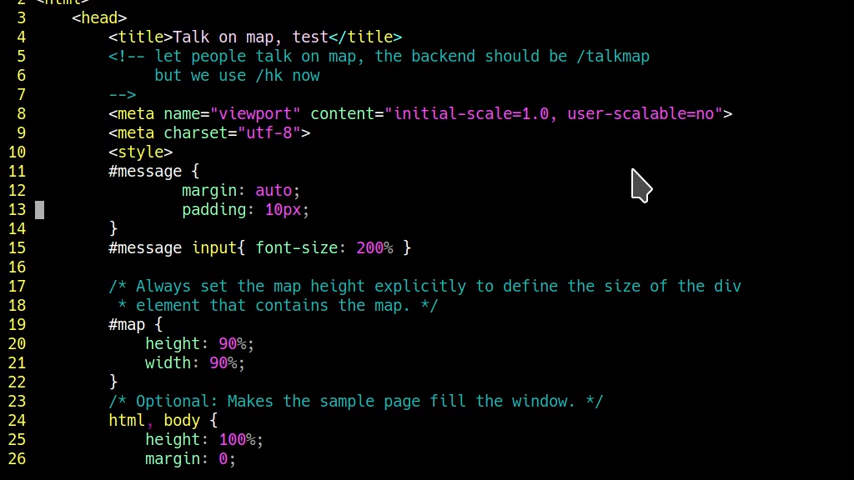 2 <html>
3 <head>
4 <title>Talk on map, test</title>
5 <!-- let people talk on map, the backend should be /talkmap
6 but we use /hk now
7 -->
8 <meta name="viewport" content="initial-scale=1.0, user-scalable=no">
9 <meta charset="utf-8">
10 <style>
11 #message {
12 margin: auto;
13 padding: 10px;
14 }
15 #message input{ font-size: 200% }
16
17 /* Always set the map height explicitly to define the size of the div
18 * element that contains the map. */
19 #map {
20 height: 90%;
21 width: 90%;
22 }
23 /* Optional: Makes the sample page fill the window. */
24 html, body {
25 height: 100%;
26 margin: 0;